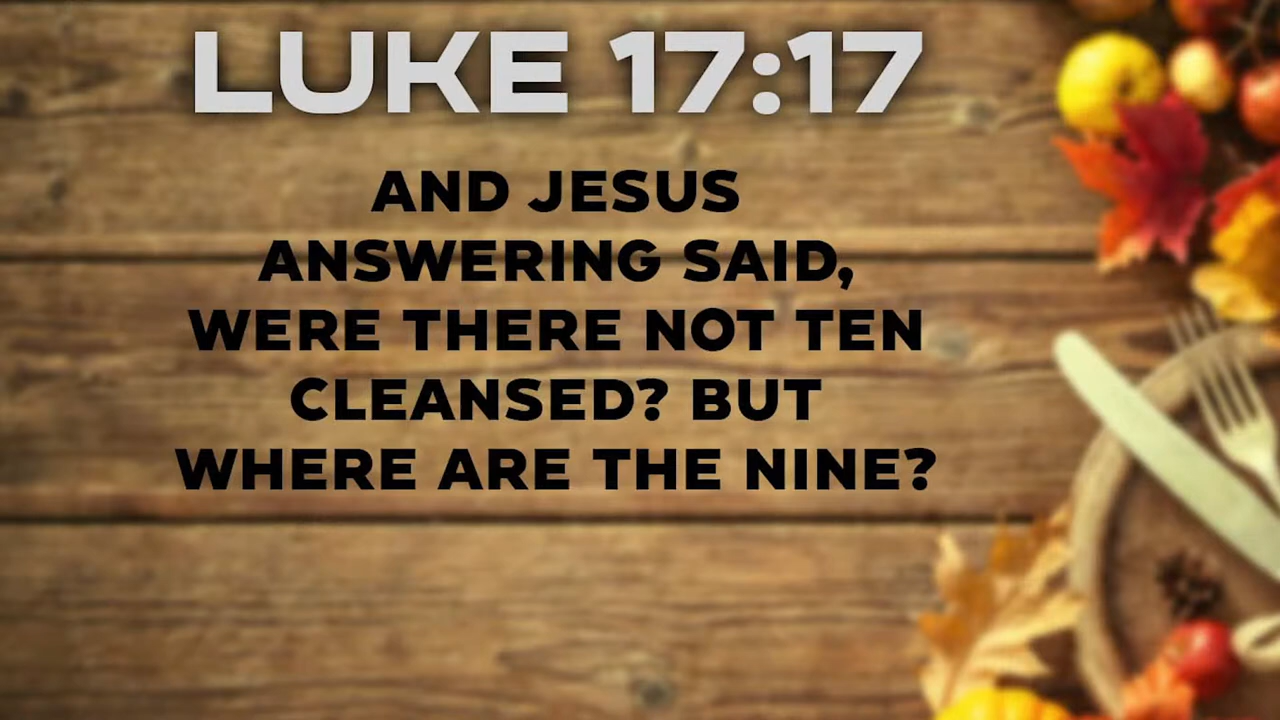 LUKE 17:17
AND JESUS
ANSWERING SAID,
WERE THERE NOT TEN
CLEANSED? BUT
WHERE ARE THE NINE?